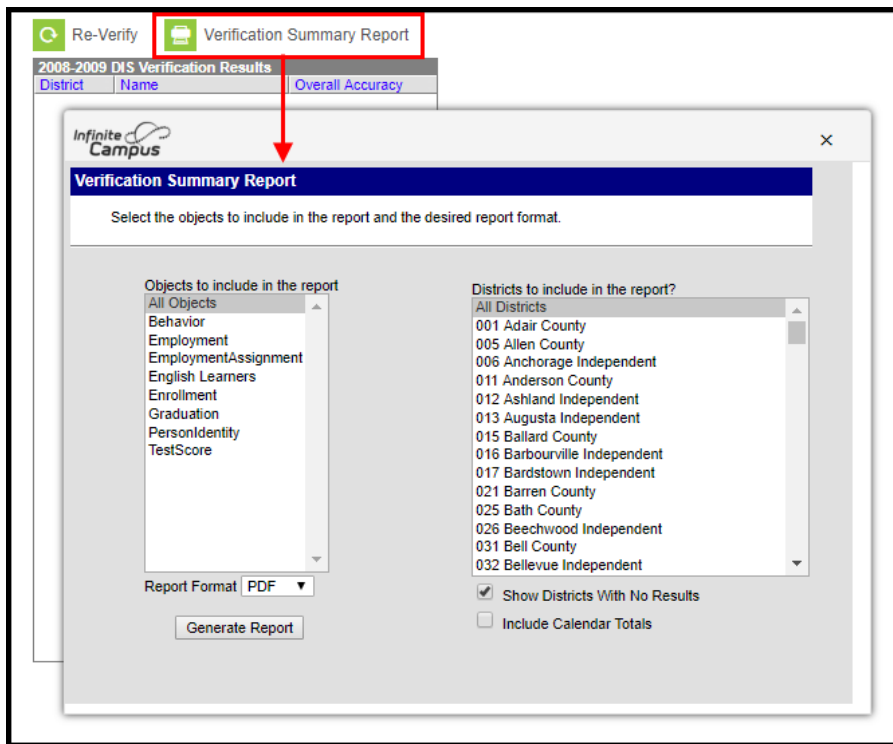 Re-Verify Verification Summary Report
2008-2009 DIS Verification Results
District Name Overall Accuracy
Infinite
Campus
×
Verification Summary Report
Select the objects to include in the report and the desired report format.
Objects to include in the report
All Objects
Behavior
Employment
EmploymentAssignment
English Learners
Enrollment
Graduation
PersonIdentity
TestScore
Report Format PDF
Generate Report
Districts to include in the report?
All Districts
001 Adair County
005 Allen County
006 Anchorage Independent
011 Anderson County
012 Ashland Independent
013 Augusta Independent
015 Ballard County
016 Barbourville Independent
017 Bardstown Independent
021 Barren County
025 Bath County
026 Beechwood Independent
031 Bell County
032 Bellevue Independent
Show Districts With No Results
Include Calendar Totals